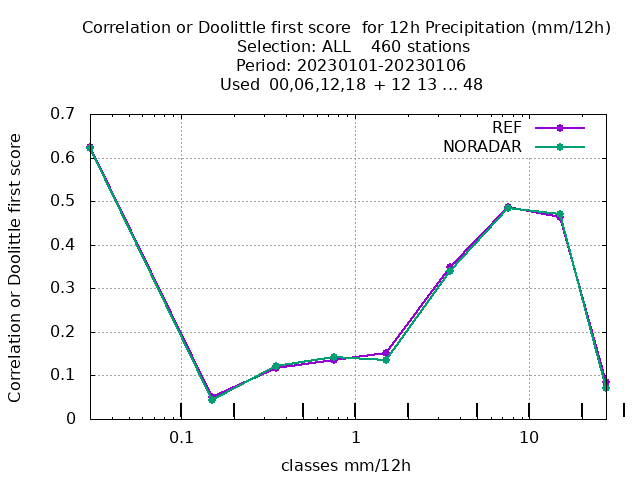 Correlation or Doolittle first score  for 12h Precipitation (mm/12h)
Selection: ALL    460 stations
Period: 20230101-20230106
Used  00,06,12,18  + 12 13 ... 48
REF
NORADAR
0.7
0.6
0.5
0.4
0.3
0.2
0.1
0
Correlation or Doolittle first score
0.1 1 10
classes mm/12h